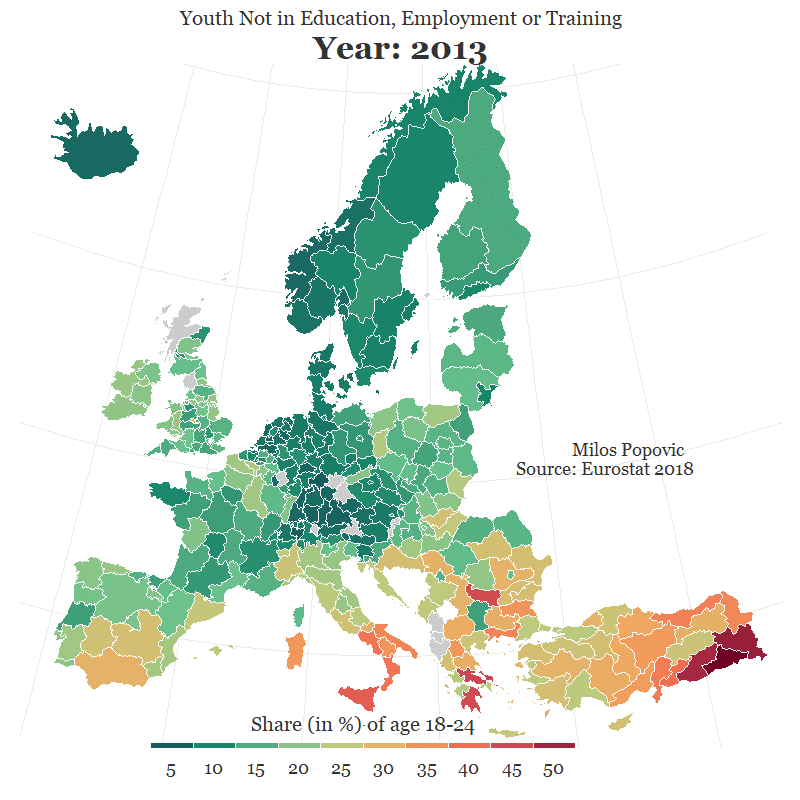 Youth Not in Education, Employment or Training
Year: 2013
Milos Popovic
Source: Eurostat 2018
Share (in %) of age 18-24
5 10 15 20 25 30 35 40 45 50